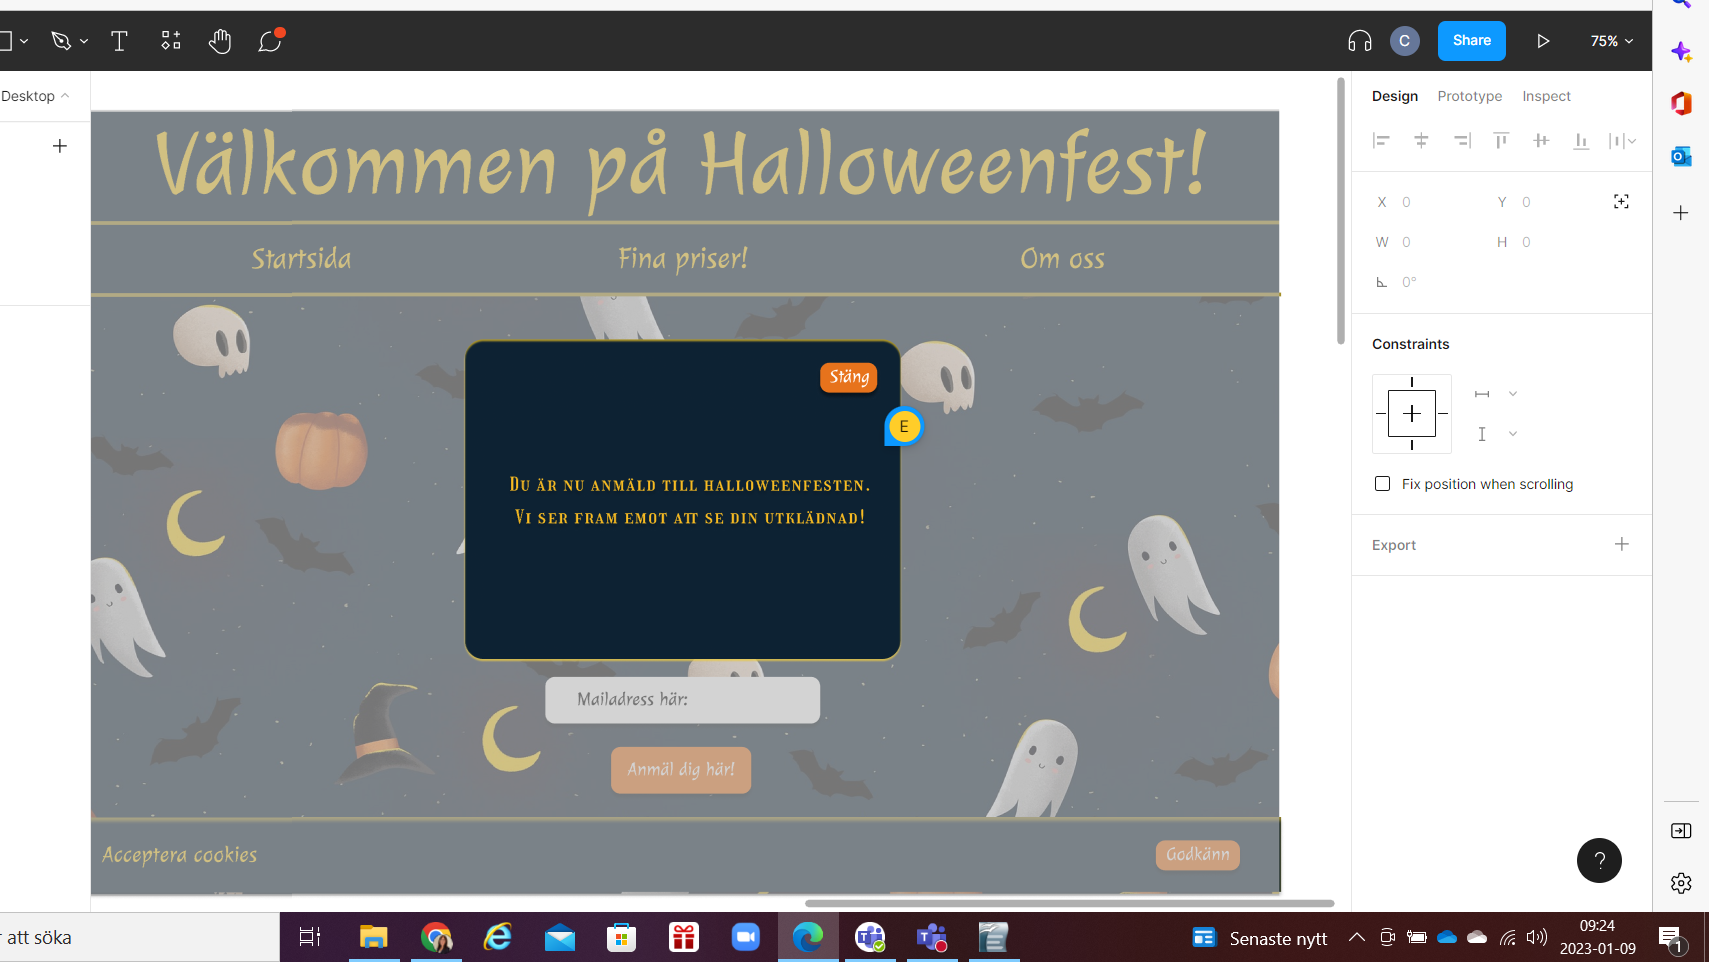 C
Share
75%
Desktop
Design Prototype Inspect
X 0 Y 0
W 0 H 0
0°
Constraints
Fix position when scrolling
Export
Välkommen på Halloweenfest!
Startsida Fina priser! Om oss
Stäng
E
Du är nu anmäld till halloweenfesten.
Vi ser fram emot att se din utklädnad!
Mailadress här:
Anmäl dig här!
Acceptera cookies Godkänn
?
att söka
Senaste nytt
09:24
2023-01-09
1